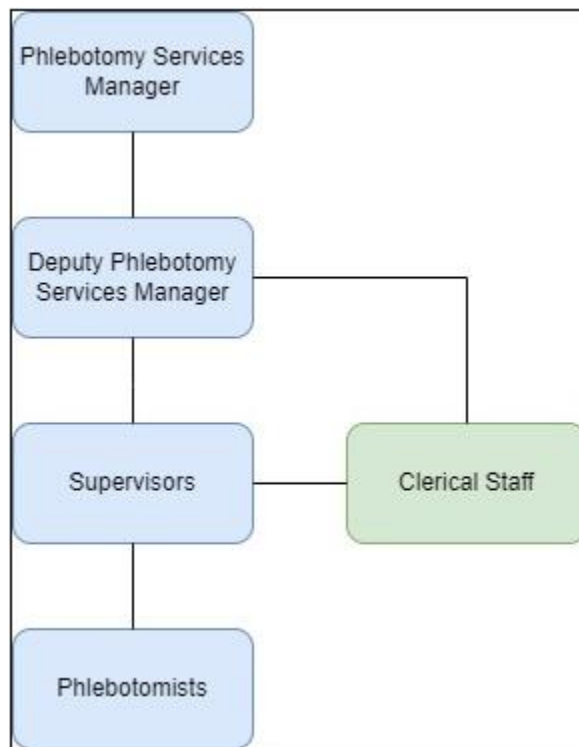 Phlebotomy Services
Manager
Deputy Phlebotomy
Services Manager
Supervisors
Clerical Staff
Phlebotomists